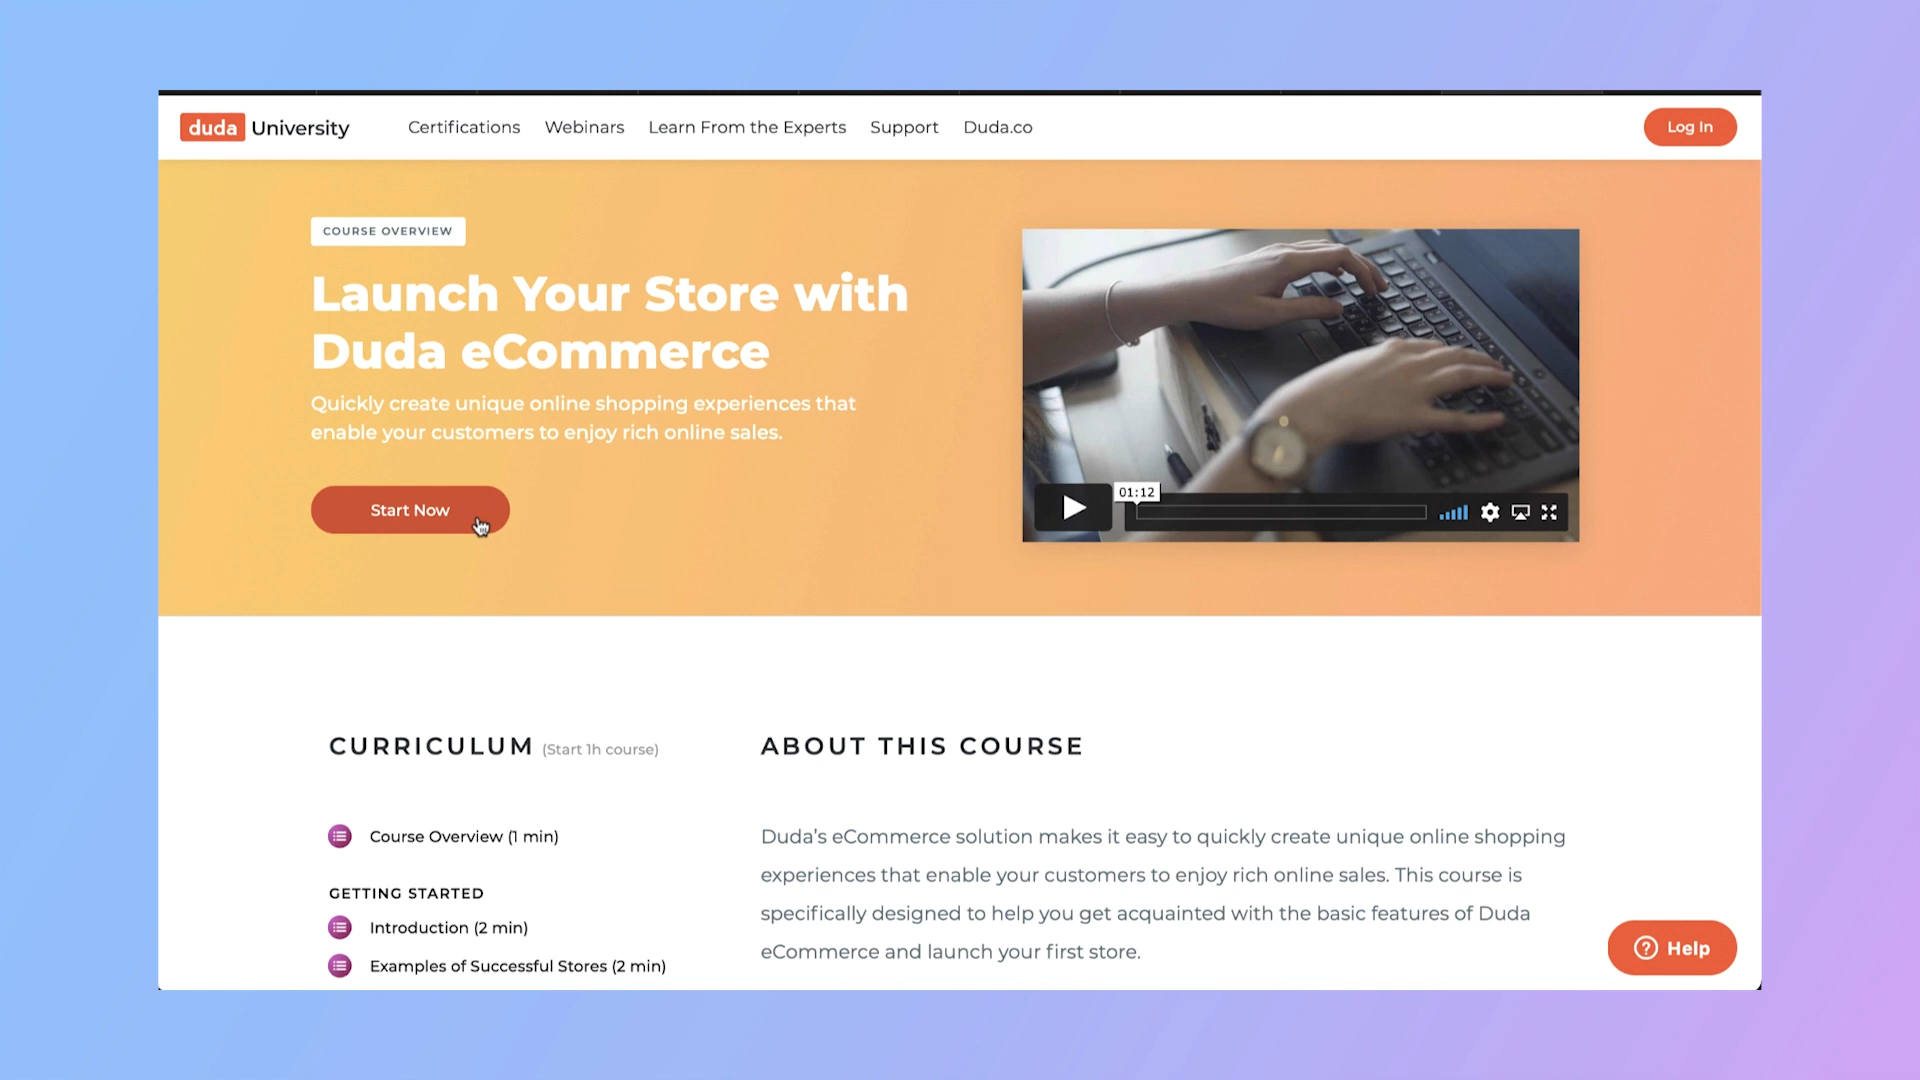 duda University
Certifications Webinars Learn From the Experts Support Duda.co
Log In
COURSE OVERVIEW
Launch Your Store with
Duda eCommerce
Quickly create unique online shopping experiences that
enable your customers to enjoy rich online sales.
Start Now
01:12
CURRICULUM (Start 1h course)
Course Overview (1 min)
GETTING STARTED
Introduction (2 min)
Examples of Successful Stores (2 min)
ABOUT THIS COURSE
Duda's eCommerce solution makes it easy to quickly create unique online shopping
experiences that enable your customers to enjoy rich online sales. This course is
specifically designed to help you get acquainted with the basic features of Duda
eCommerce and launch your first store.
Help